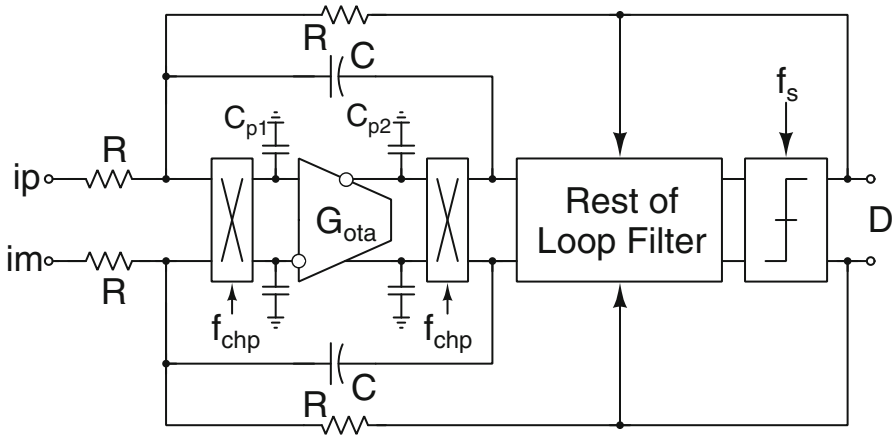 R
C
f_s
C_p1
C_p2
R
ip
G_ota
Rest of
Loop Filter
D
im
R
f_chp
f_chp
C
R